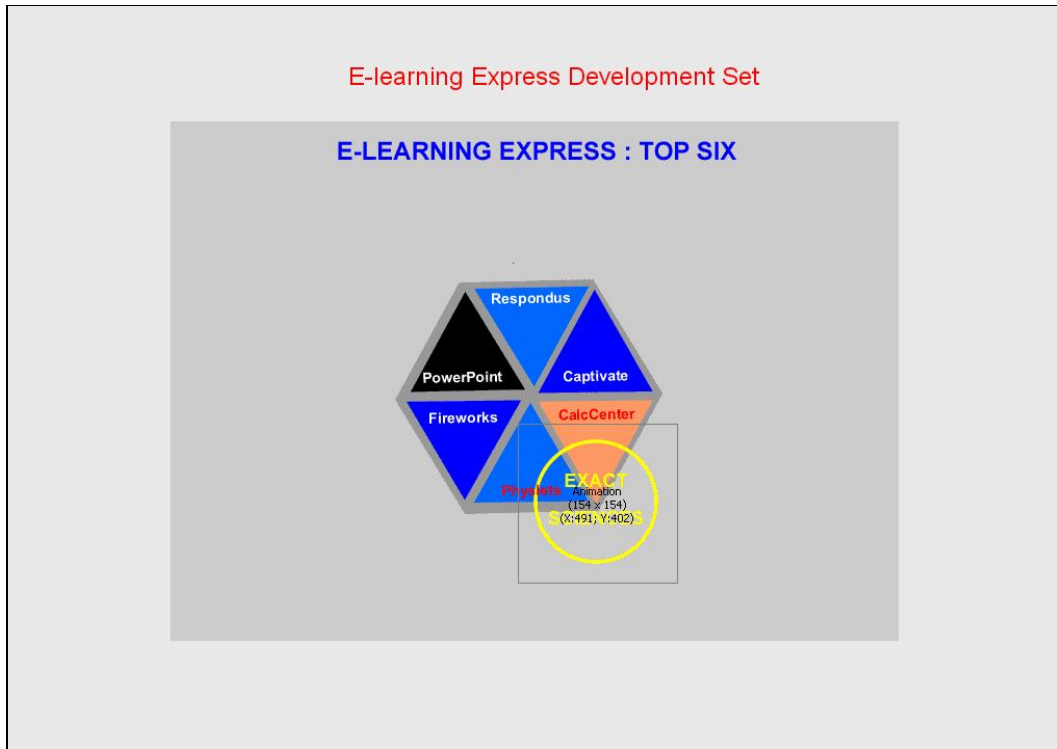 E-learning Express Development Set
E-LEARNING EXPRESS : TOP SIX
Respondus
PowerPoint
Captivate
Fireworks
CalcCenter
Physlets
EXACT
Animation
(154 x 154)
SCIENCES
(X:491; Y:402)